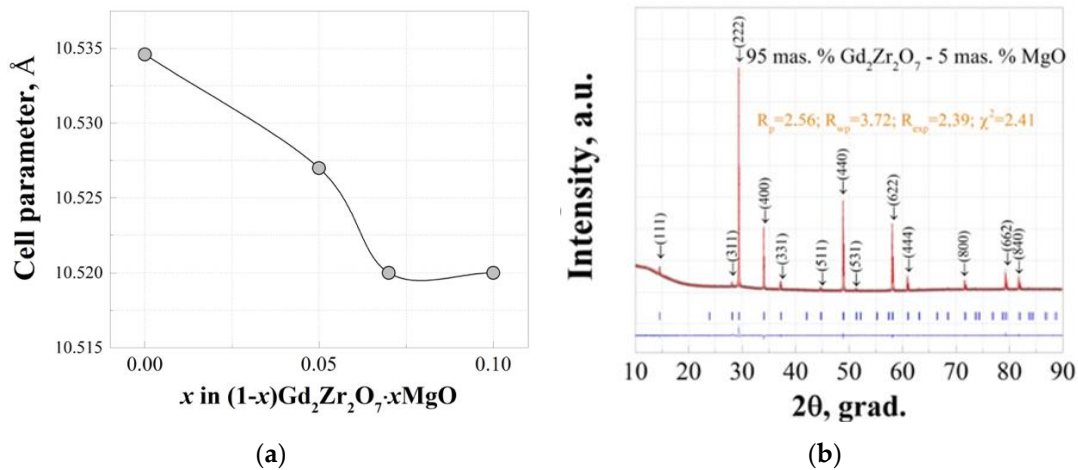 10.535
10.530
10.525
10.520
10.515
Cell parameter, Å
0.00
0.05
0.10
x in (1-x)Gd₂Zr₂O₇·xMgO
(a)
95 mas. % Gd₂Zr₂O₇ - 5 mas. % MgO
Rₚ=2.56; R_wp=3.72; R_exp=2,39; χ²=2.41
Intensity, a.u.
(111)
(311)
(222)
(400)
(331)
(511)
(440)
(531)
(622)
(444)
(800)
(662)
(840)
10 20 30 40 50 60 70 80 90
2θ, grad.
(b)